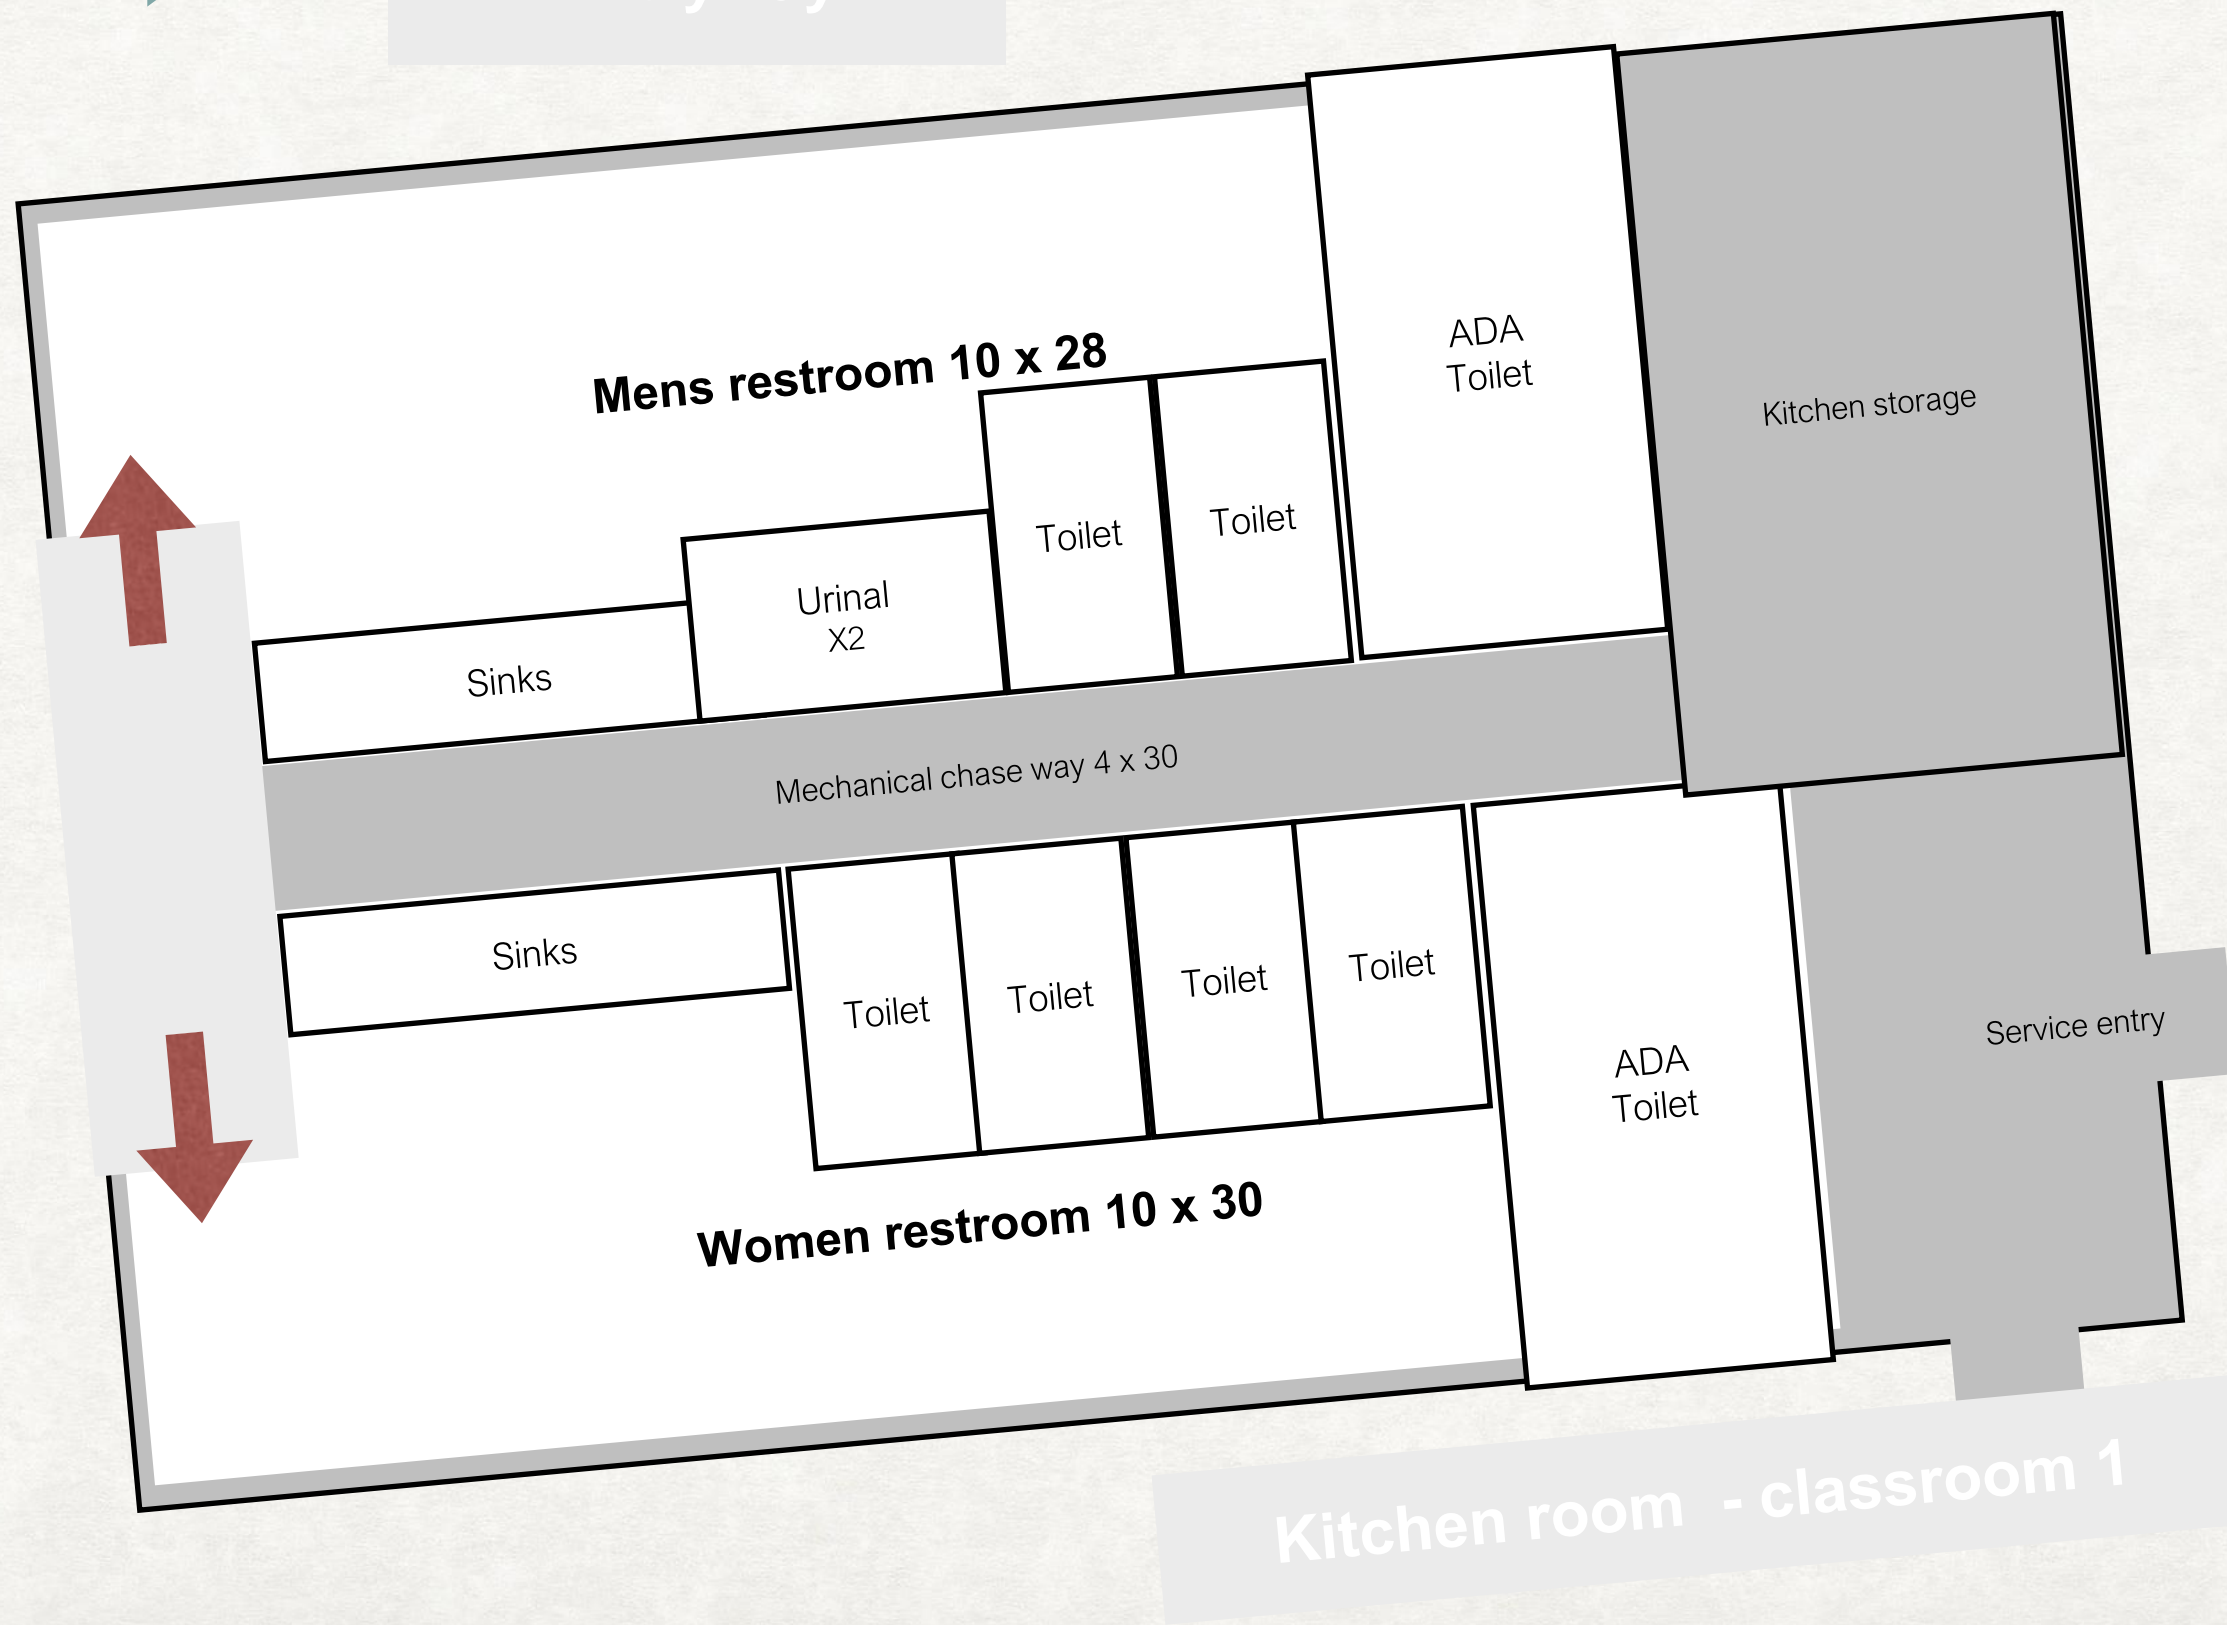 Mens restroom 10 x 28
ADA
Toilet
Kitchen storage
Toilet
Toilet
Urinal
X2
Sinks
Mechanical chase way 4 x 30
Sinks
Toilet
Toilet
Toilet
Toilet
ADA
Toilet
Service entry
Women restroom 10 x 30
Kitchen room - classroom 1